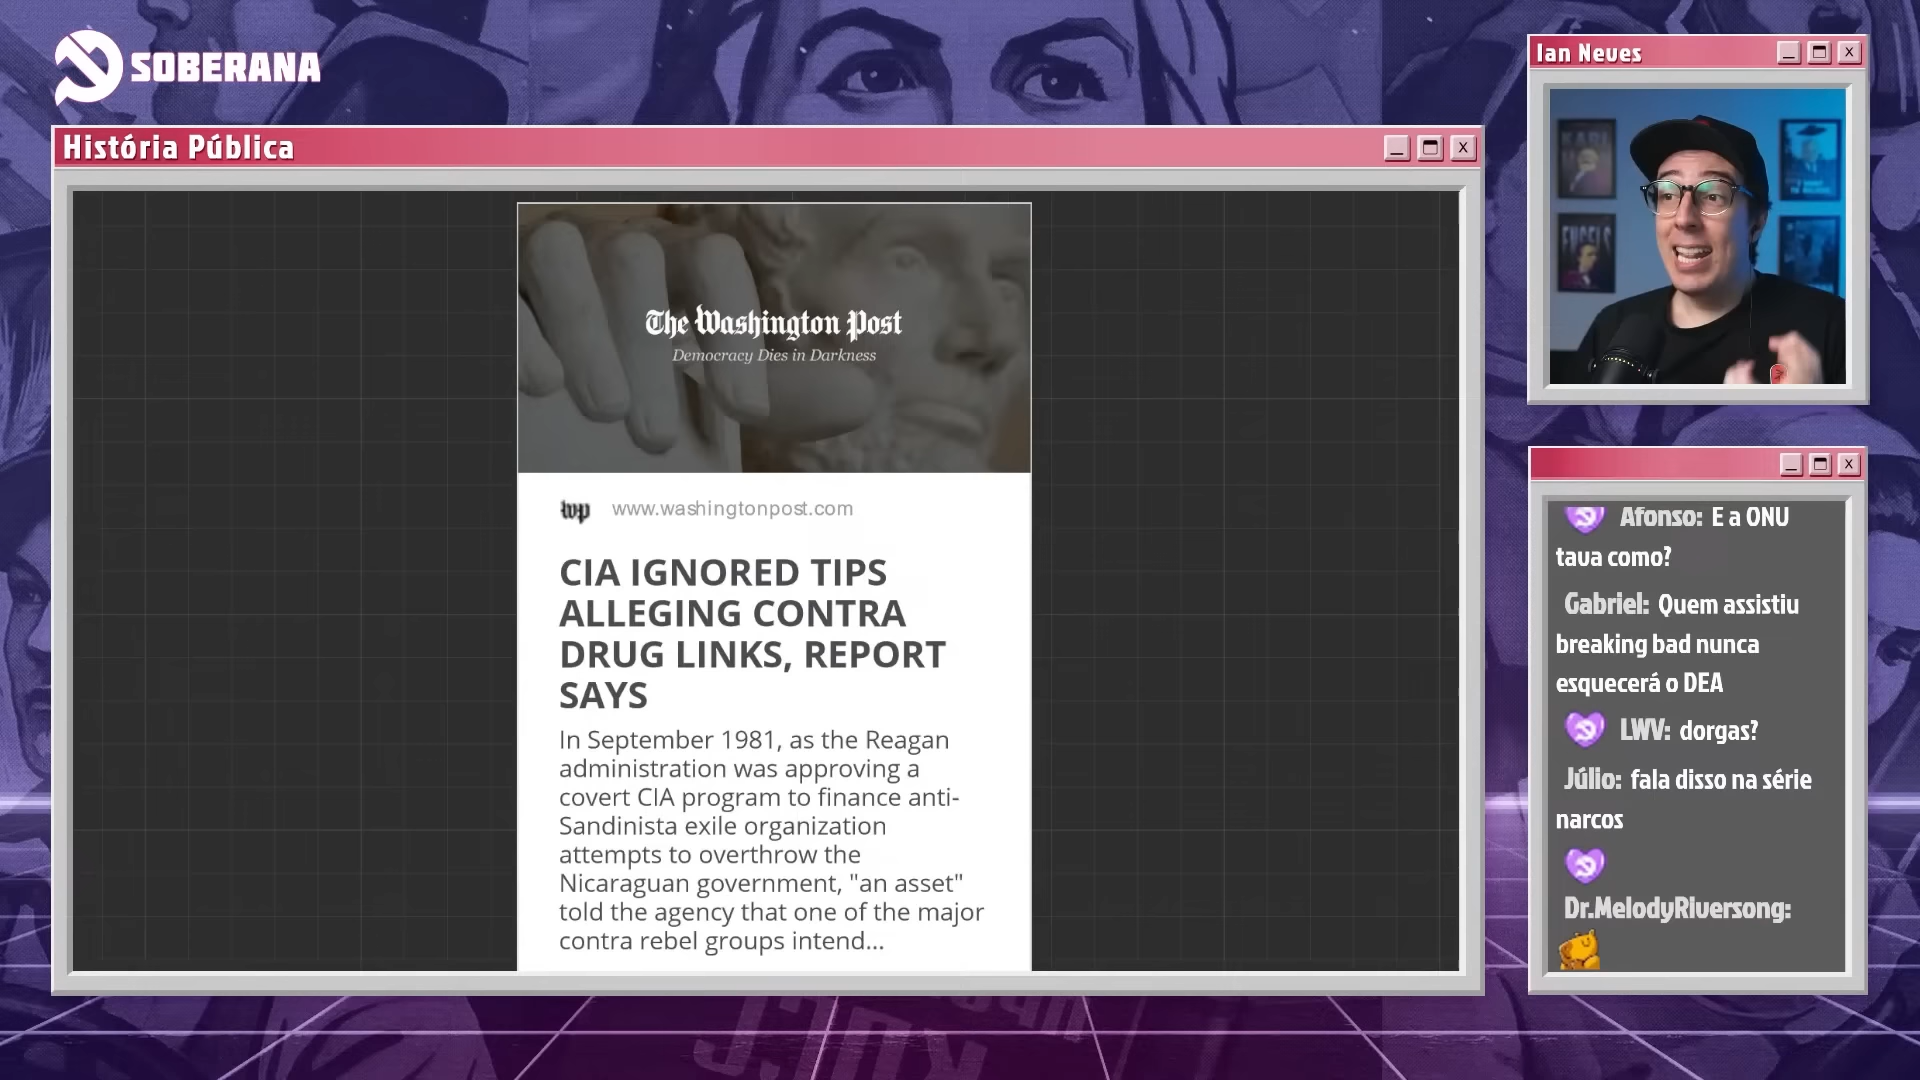 SOBERANA
História Pública
The Washington Post
Democracy Dies in Darkness
wp www.washingtonpost.com
CIA IGNORED TIPS
ALLEGING CONTRA
DRUG LINKS, REPORT
SAYS
In September 1981, as the Reagan
administration was approving a
covert CIA program to finance anti-
Sandinista exile organization
attempts to overthrow the
Nicaraguan government, "an asset"
told the agency that one of the major
contra rebel groups intend...
Ian Neves
KARL
ENGELS
Afonso: E a ONU
tava como?
Gabriel: Quem assistiu
breaking bad nunca
esquecerá o DEA
LWV: dorgas?
Júlio: fala disso na série
narcos
Dr.MelodyRiversong: